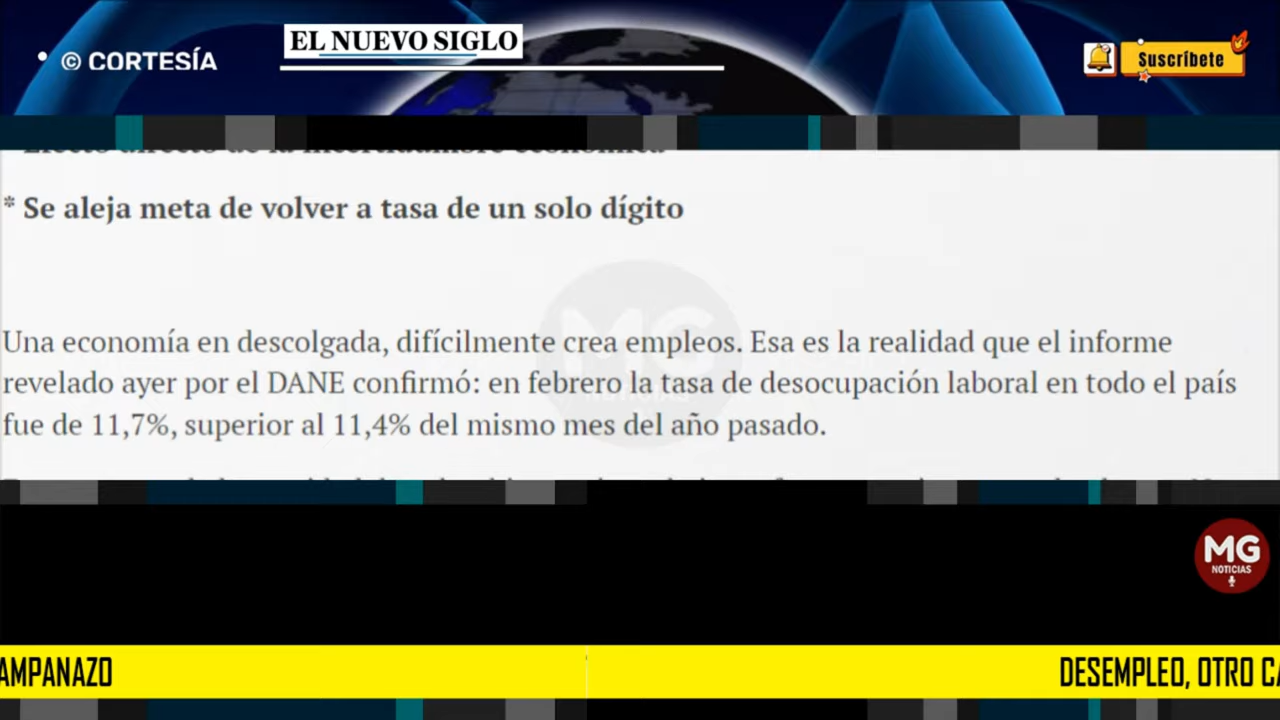 © CORTESÍA
EL NUEVO SIGLO
Suscríbete
* Se aleja meta de volver a tasa de un solo dígito
Una economía en descolgada, difícilmente crea empleos. Esa es la realidad que el informe
revelado ayer por el DANE confirmó: en febrero la tasa de desocupación laboral en todo el país
fue de 11,7%, superior al 11,4% del mismo mes del año pasado.
MG
NOTICIAS
MG
NOTICIAS
AMPANAZO
DESEMPLEO, OTRO CA